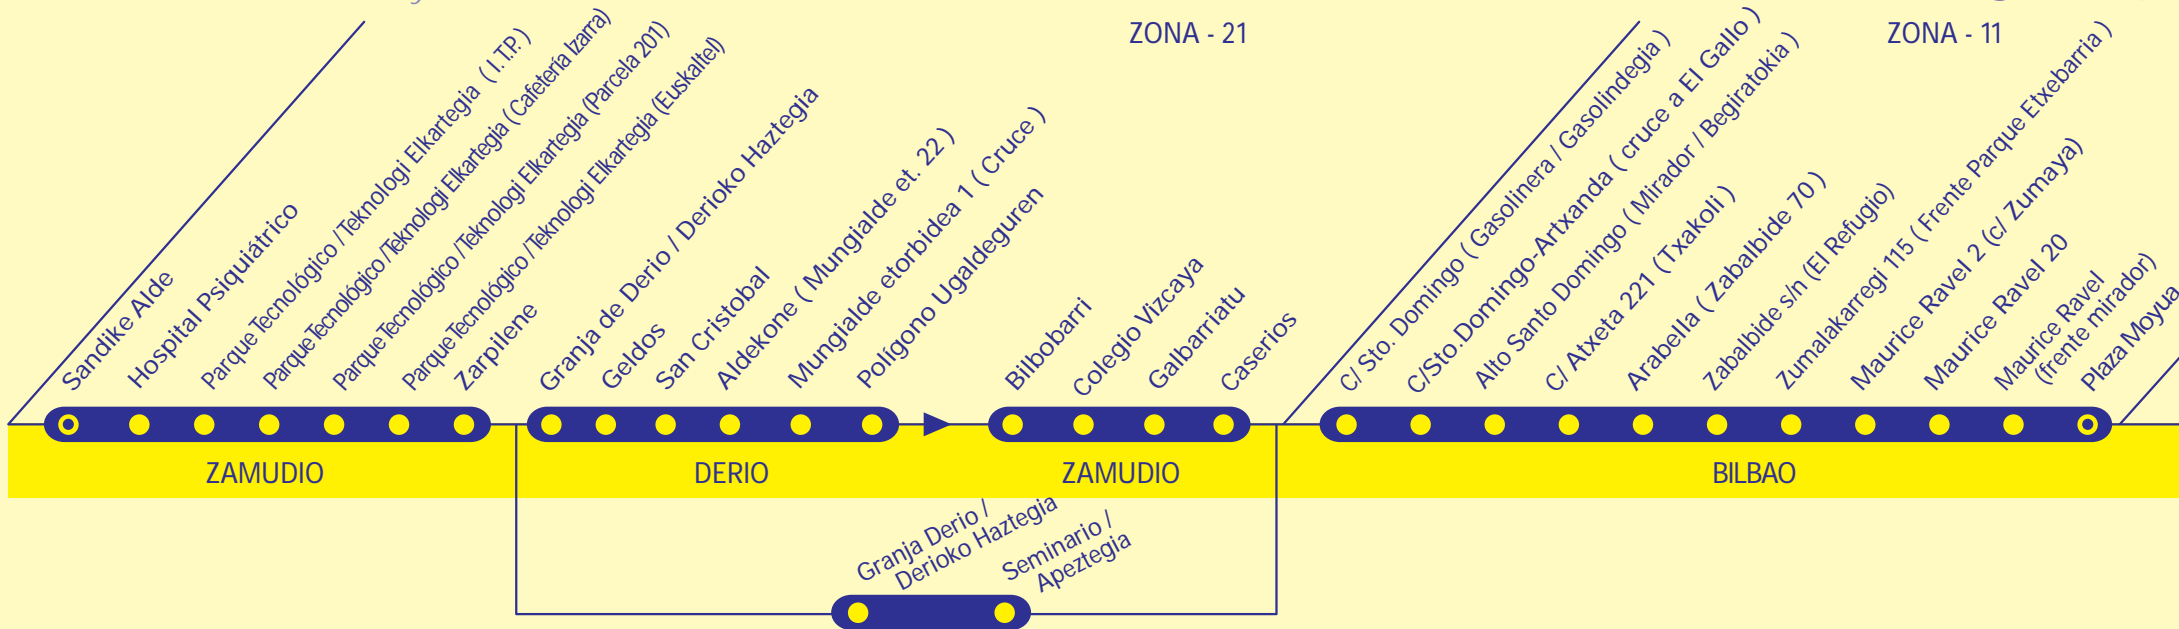 ZONA - 21
ZONA - 11
Sandike Alde
Hospital Psiquiátrico
Parque Tecnológico / Teknologi Elkartegia ( I.T.P. )
Parque Tecnológico / Teknologi Elkartegia (Cafetería Izarra)
Parque Tecnológico / Teknologi Elkartegia (Parcela 201)
Parque Tecnológico / Teknologi Elkartegia (Euskaltel)
Zarpilene
Granja de Derio / Derioko Haztegia
Geldos
San Cristobal
Aldekone ( Mungialde et. 22 )
Mungialde etorbidea 1 ( Cruce )
Polígono Ugaldeguren
Bilbobarri
Colegio Vizcaya
Galbarriatu
Caserios
C/ Sto. Domingo ( Gasolinera / Gasolindegia )
C/Sto. Domingo-Artxanda ( cruce a El Gallo )
Alto Santo Domingo ( Mirador / Begiratokia )
C/ Atxeta 221 (Txakoli )
Arabella ( Zabalbide 70 )
Zabalbide s/n (El Refugio)
Zumalakarregi 115 ( Frente Parque Etxebarria )
Maurice Ravel 2 (c/ Zumaya)
Maurice Ravel 20
Maurice Ravel
(frente mirador)
Plaza Moyua
ZAMUDIO
DERIO
ZAMUDIO
BILBAO
Granja Derio /
Derioko Haztegia
Seminario /
Apeztegia